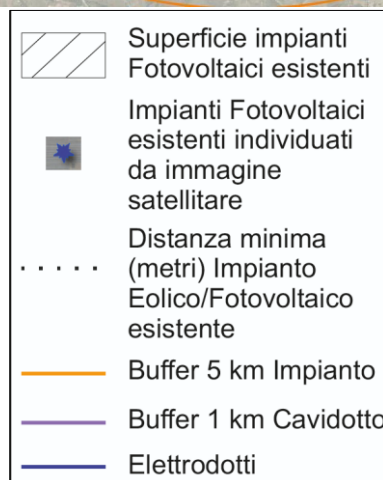 Superficie impianti
Fotovoltaici esistenti
Impianti Fotovoltaici
esistenti individuati
da immagine
satellitare
Distanza minima
(metri) Impianto
Eolico/Fotovoltaico
esistente
Buffer 5 km Impianto
Buffer 1 km Cavidotto
Elettrodotti